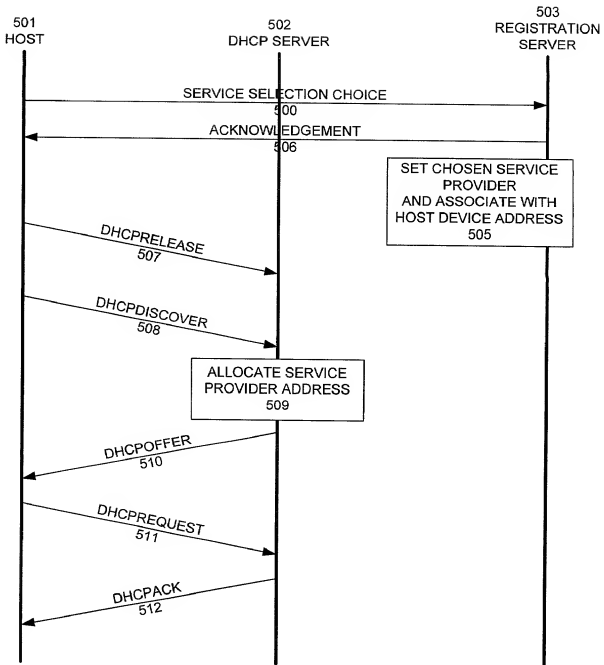 501
HOST
502
DHCP SERVER
503
REGISTRATION
SERVER
SERVICE SELECTION CHOICE
500
ACKNOWLEDGEMENT
506
SET CHOSEN SERVICE
PROVIDER
AND ASSOCIATE WITH
HOST DEVICE ADDRESS
505
DHCPRELEASE
507
DHCPDISCOVER
508
ALLOCATE SERVICE
PROVIDER ADDRESS
509
DHCPOFFER
510
DHCPREQUEST
511
DHCPACK
512